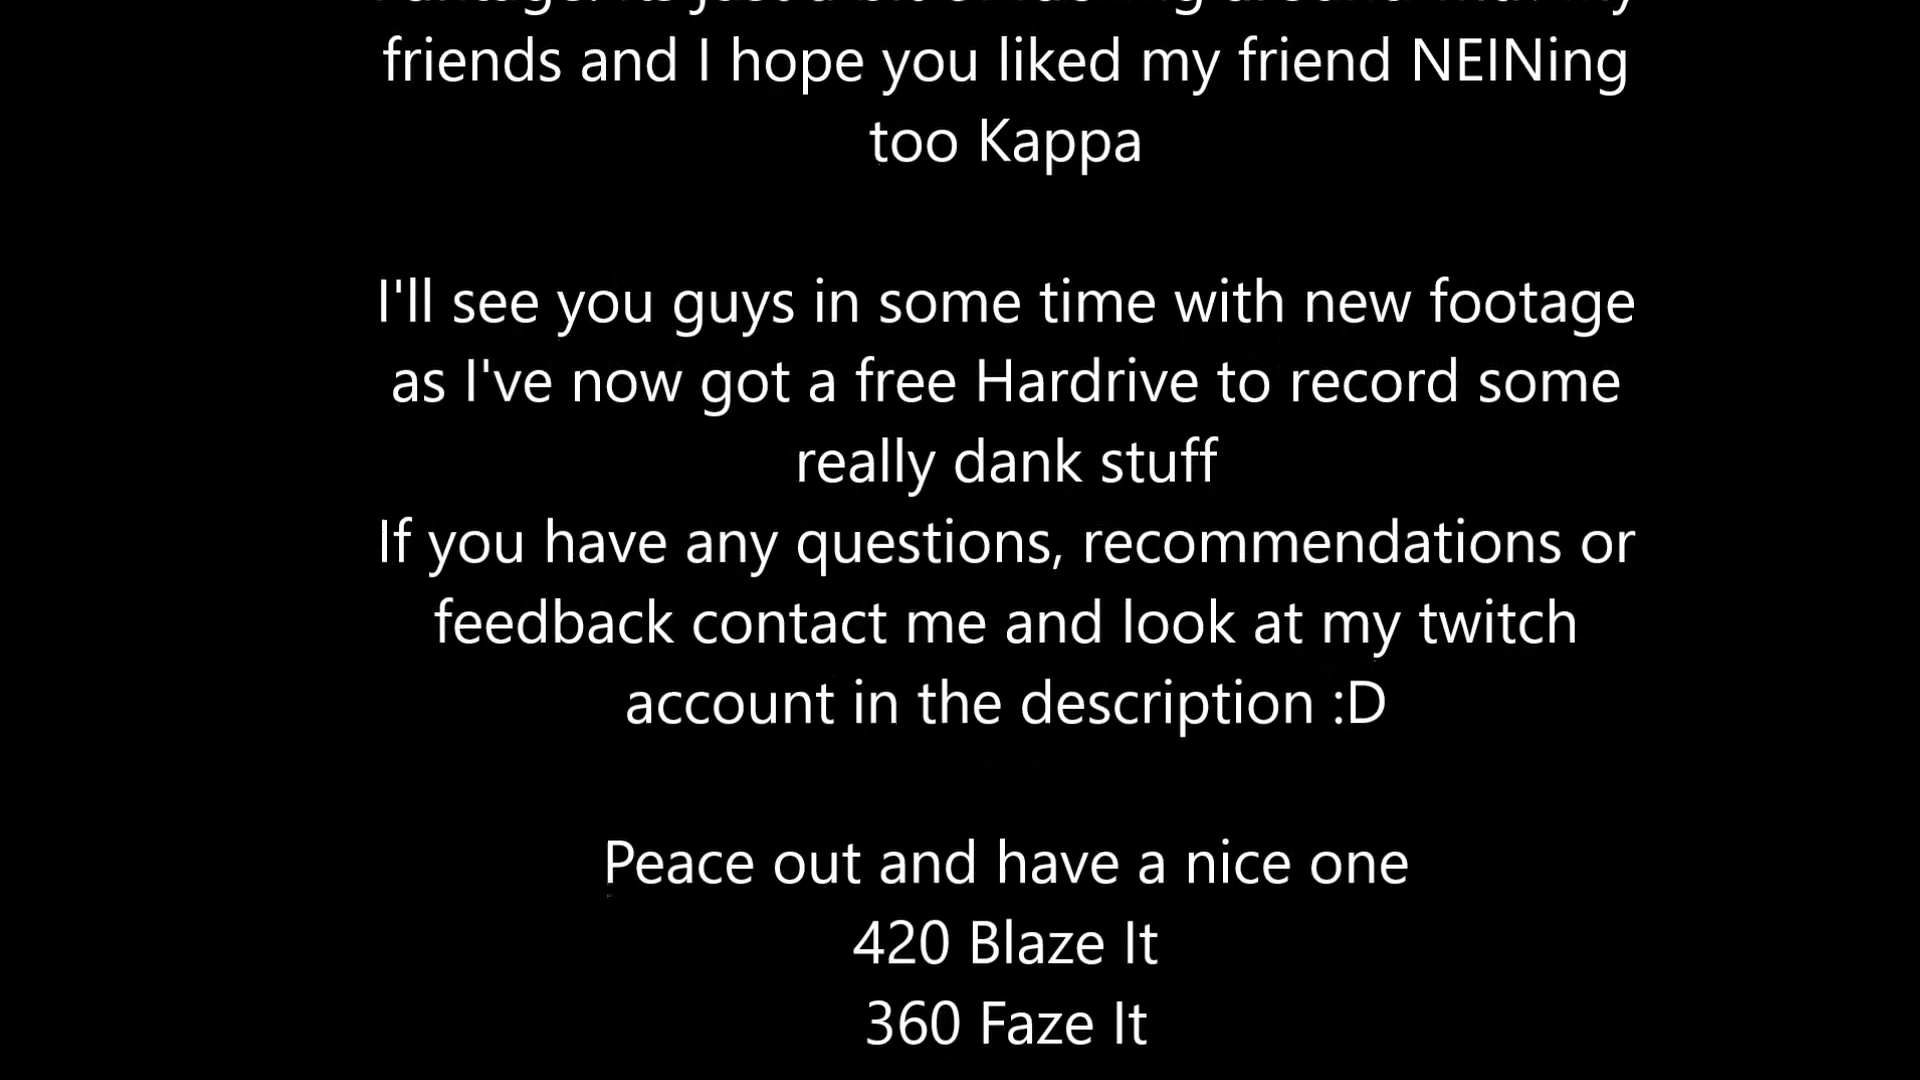 friends and I hope you liked my friend NEINing
too Kappa
I'll see you guys in some time with new footage
as I've now got a free Hardrive to record some
really dank stuff
If you have any questions, recommendations or
feedback contact me and look at my twitch
account in the description :D
Peace out and have a nice one
420 Blaze It
360 Faze It